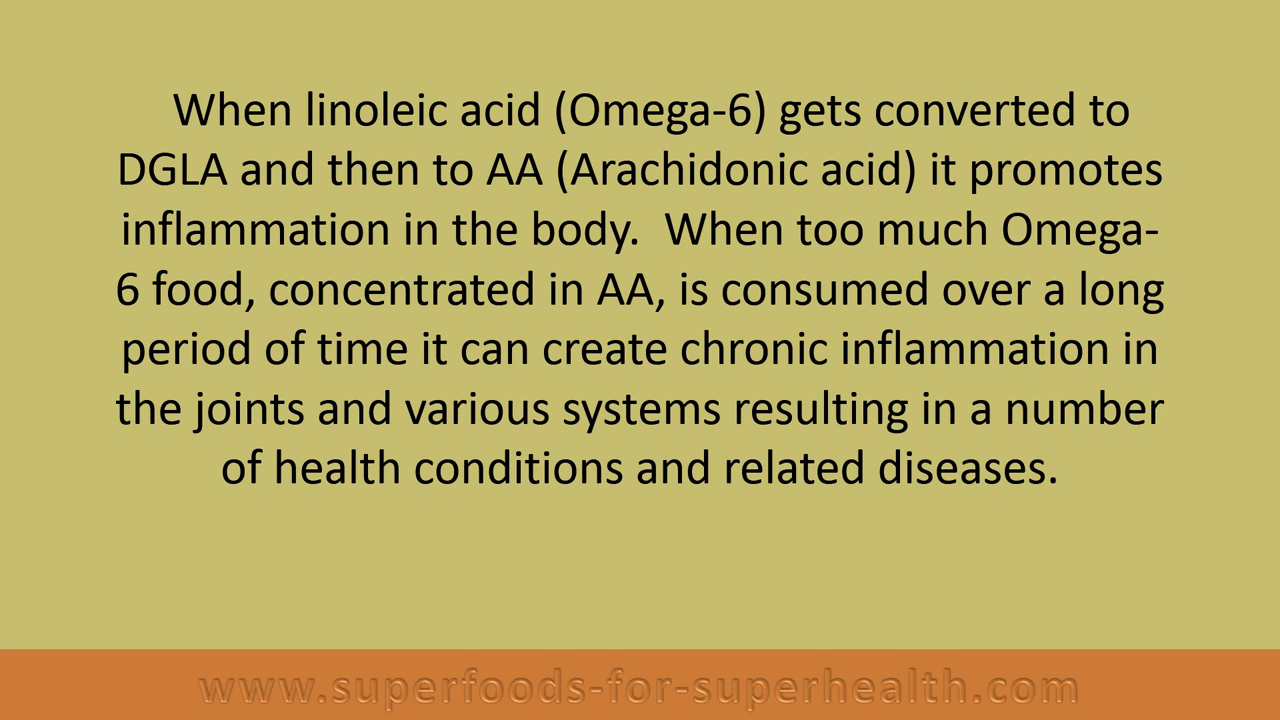 When linoleic acid (Omega-6) gets converted to
DGLA and then to AA (Arachidonic acid) it promotes
inflammation in the body.  When too much Omega-
6 food, concentrated in AA, is consumed over a long
period of time it can create chronic inflammation in
the joints and various systems resulting in a number
of health conditions and related diseases.
www.superfoods-for-superhealth.com